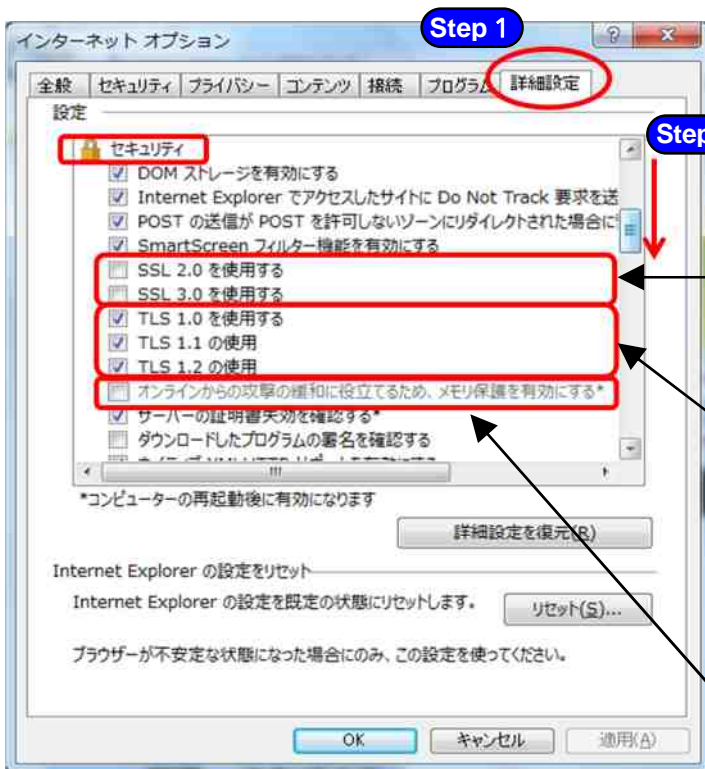 Step 1
インターネット オプション
全般 セキュリティ プライバシー コンテンツ 接続 プログラム 詳細設定
設定
Step
セキュリティ
DOM ストレージを有効にする
Internet Explorer でアクセスしたサイトに Do Not Track 要求を送
POST の送信が POST を許可しないゾーンにリダイレクトされた場合に
SmartScreen フィルター機能を有効にする
SSL 2.0 を使用する
SSL 3.0 を使用する
TLS 1.0 を使用する
TLS 1.1 の使用
TLS 1.2 の使用
オンラインからの攻撃の緩和に役立てるため、メモリ保護を有効にする*
サーバーの証明書失効を確認する*
ダウンロードしたプログラムの署名を確認する
*コンピューターの再起動後に有効になります
詳細設定を復元(R)
Internet Explorer の設定をリセット
Internet Explorer の設定を既定の状態にリセットします。
リセット(S)...
ブラウザーが不安定な状態になった場合にのみ、この設定を使ってください。
OK キャンセル 適用(A)